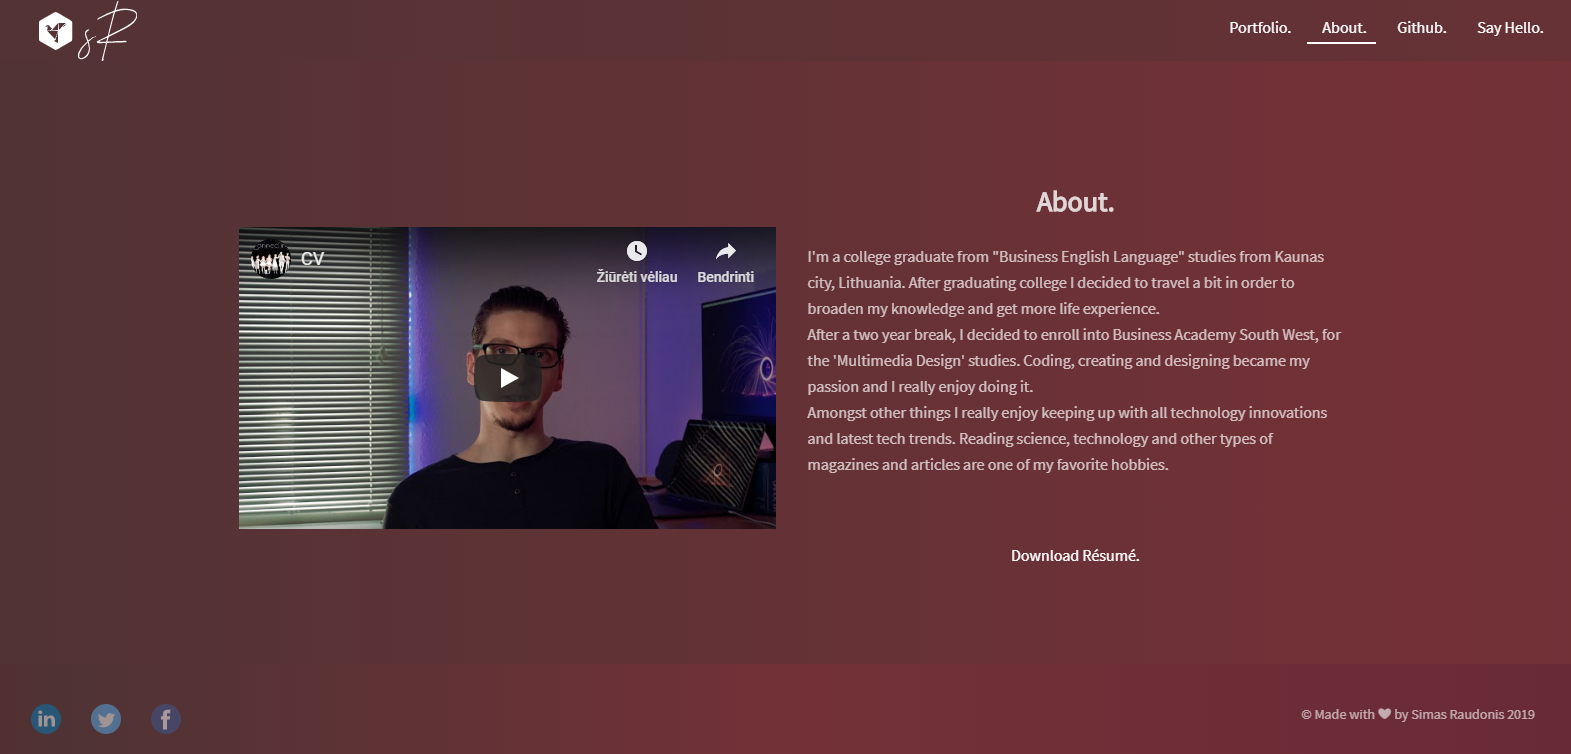 sR
Portfolio. About. Github. Say Hello.
About.
CV
Žiūrėti vėliau Bendrinti
I'm a college graduate from "Business English Language" studies from Kaunas
city, Lithuania. After graduating college I decided to travel a bit in order to
broaden my knowledge and get more life experience.
After a two year break, I decided to enroll into Business Academy South West, for
the 'Multimedia Design' studies. Coding, creating and designing became my
passion and I really enjoy doing it.
Amongst other things I really enjoy keeping up with all technology innovations
and latest tech trends. Reading science, technology and other types of
magazines and articles are one of my favorite hobbies.
Download Résumé.
in f
© Made with ❤ by Simas Raudonis 2019